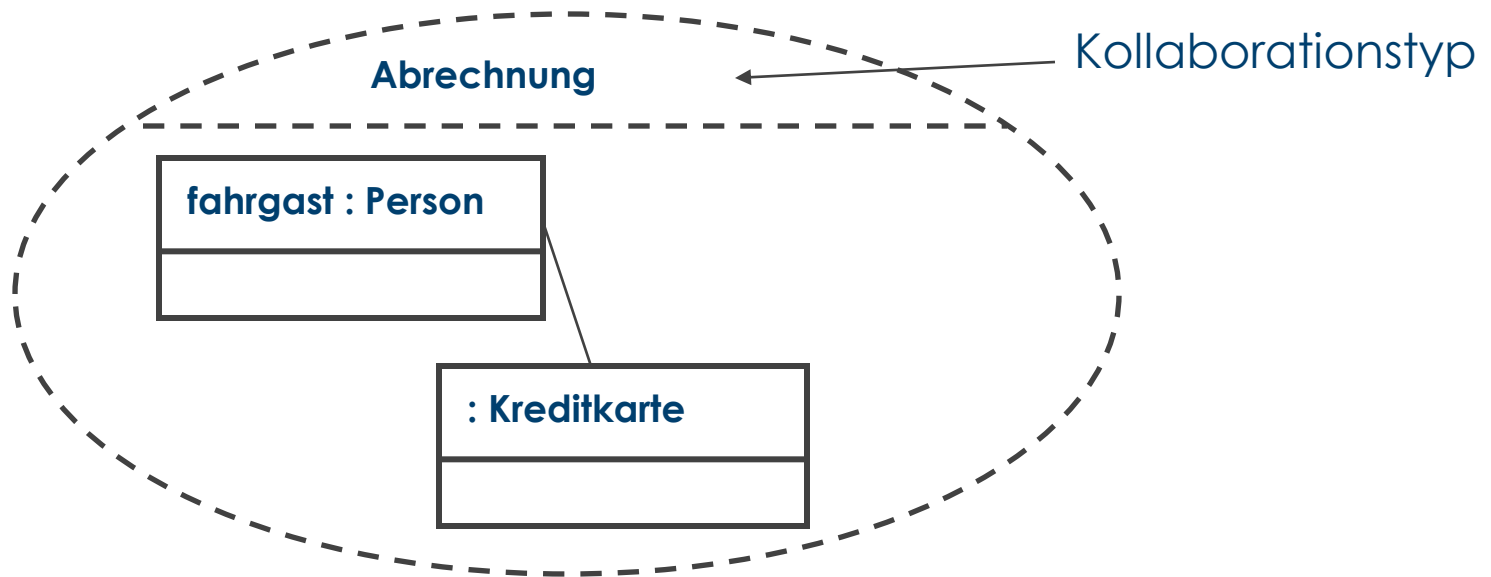 Kollaborationstyp
Abrechnung
fahrgast : Person
: Kreditkarte